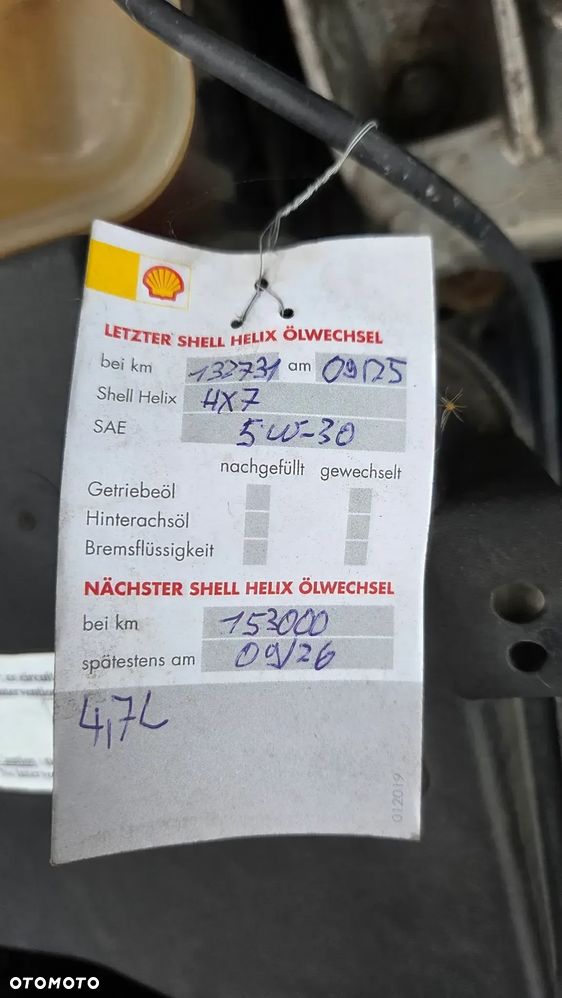 LETZTER SHELL HELIX ÖLWECHSEL
bei km 132731 am 09/25
Shell Helix HX7
SAE 5W-30
nachgefüllt gewechselt
Getriebeöl
Hinterachsöl
Bremsflüssigkeit
NÄCHSTER SHELL HELIX ÖLWECHSEL
bei km 153000
spätestens am 09/26
4,7L
012019
OTOMOTO